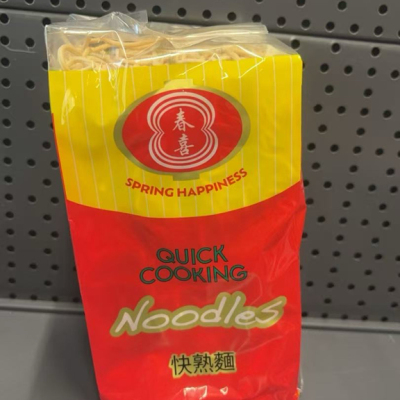 春
喜
SPRING HAPPINESS
QUICK
COOKING
Noodles
快熟麵